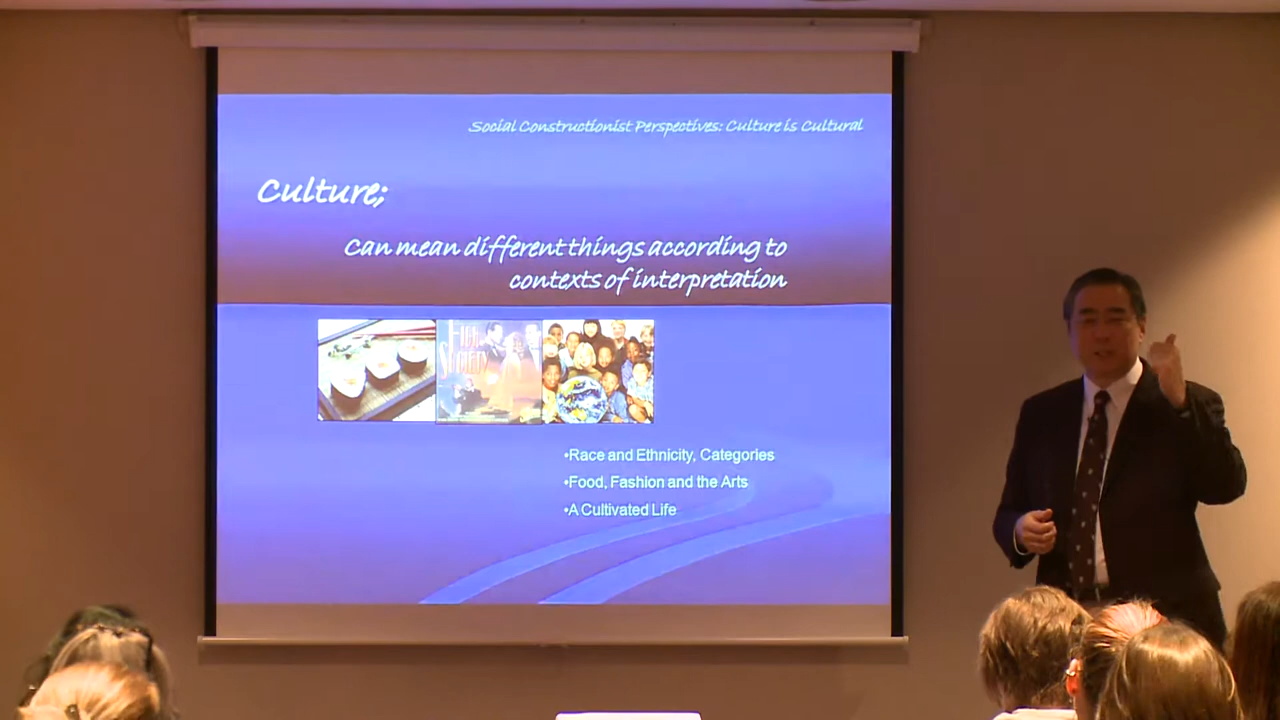 Social Constructionist Perspectives: Culture is Cultural
Culture;
Can mean different things according to
contexts of interpretation
High
Society
•Race and Ethnicity, Categories
•Food, Fashion and the Arts
•A Cultivated Life